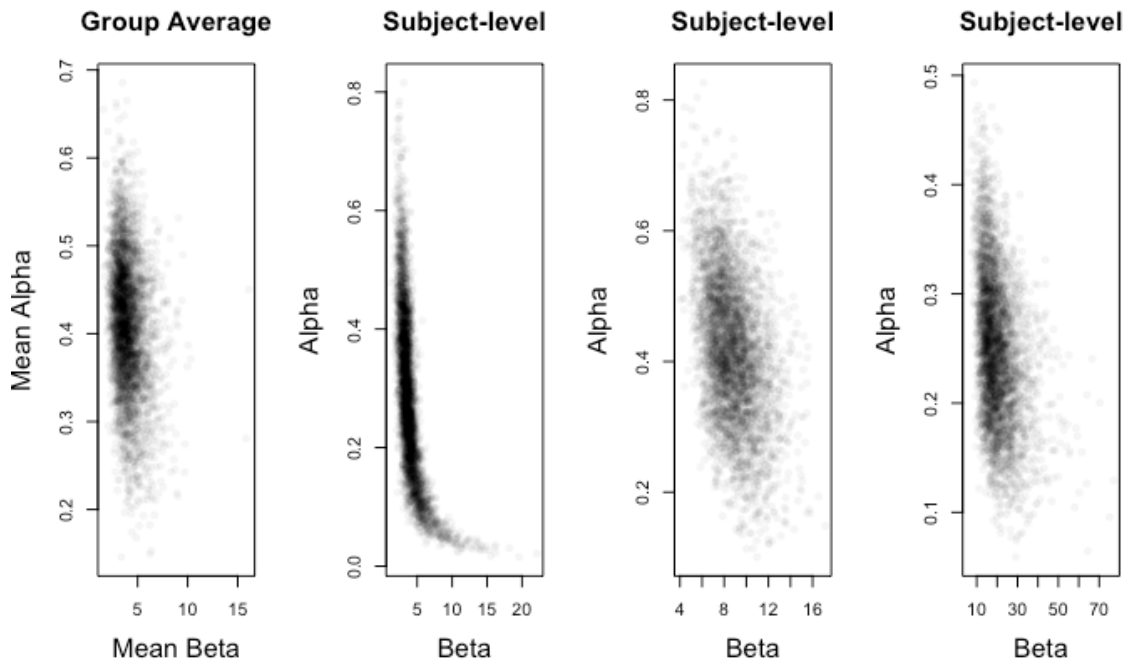 Group Average
Subject-level
Subject-level
Subject-level
Mean Alpha
0.2 0.3 0.4 0.5 0.6 0.7
5 10 15
Mean Beta
Alpha
0.0 0.2 0.4 0.6 0.8
5 10 15 20
Beta
Alpha
0.2 0.4 0.6 0.8
4 8 12 16
Beta
Alpha
0.1 0.2 0.3 0.4 0.5
10 30 50 70
Beta